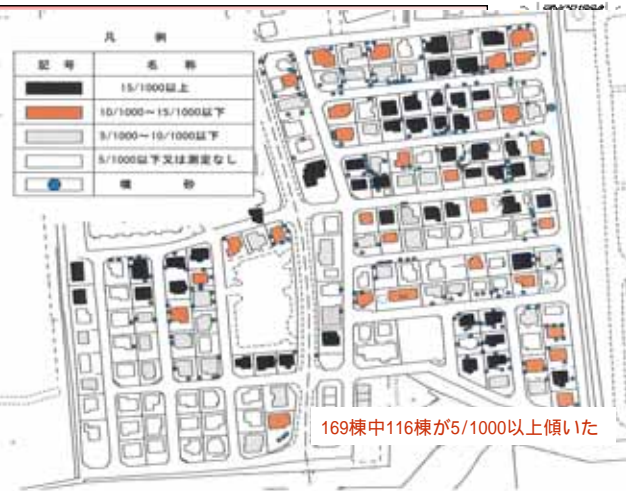 凡 例
記 号 名 称
15/1000以上
10/1000～15/1000以下
5/1000～10/1000以下
5/1000以下又は測定なし
噴 砂
169棟中116棟が5/1000以上傾いた